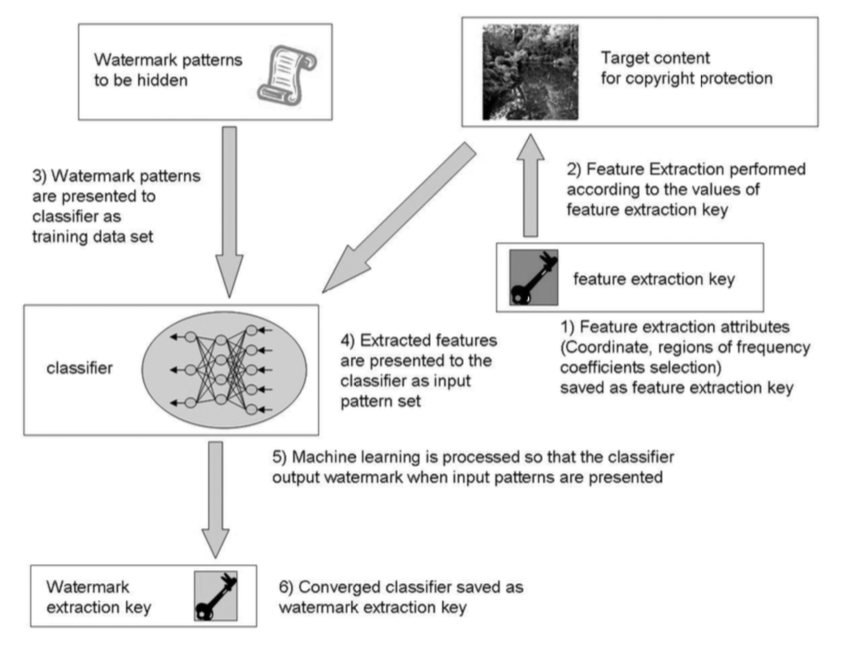 Watermark patterns
to be hidden
Target content
for copyright protection
3) Watermark patterns
are presented to
classifier as
training data set
2) Feature Extraction performed
according to the values of
feature extraction key
feature extraction key
1) Feature extraction attributes
(Coordinate, regions of frequency
coefficients selection)
saved as feature extraction key
classifier
4) Extracted features
are presented to the
classifier as input
pattern set
5) Machine learning is processed so that the classifier
output watermark when input patterns are presented
Watermark
extraction key
6) Converged classifier saved as
watermark extraction key